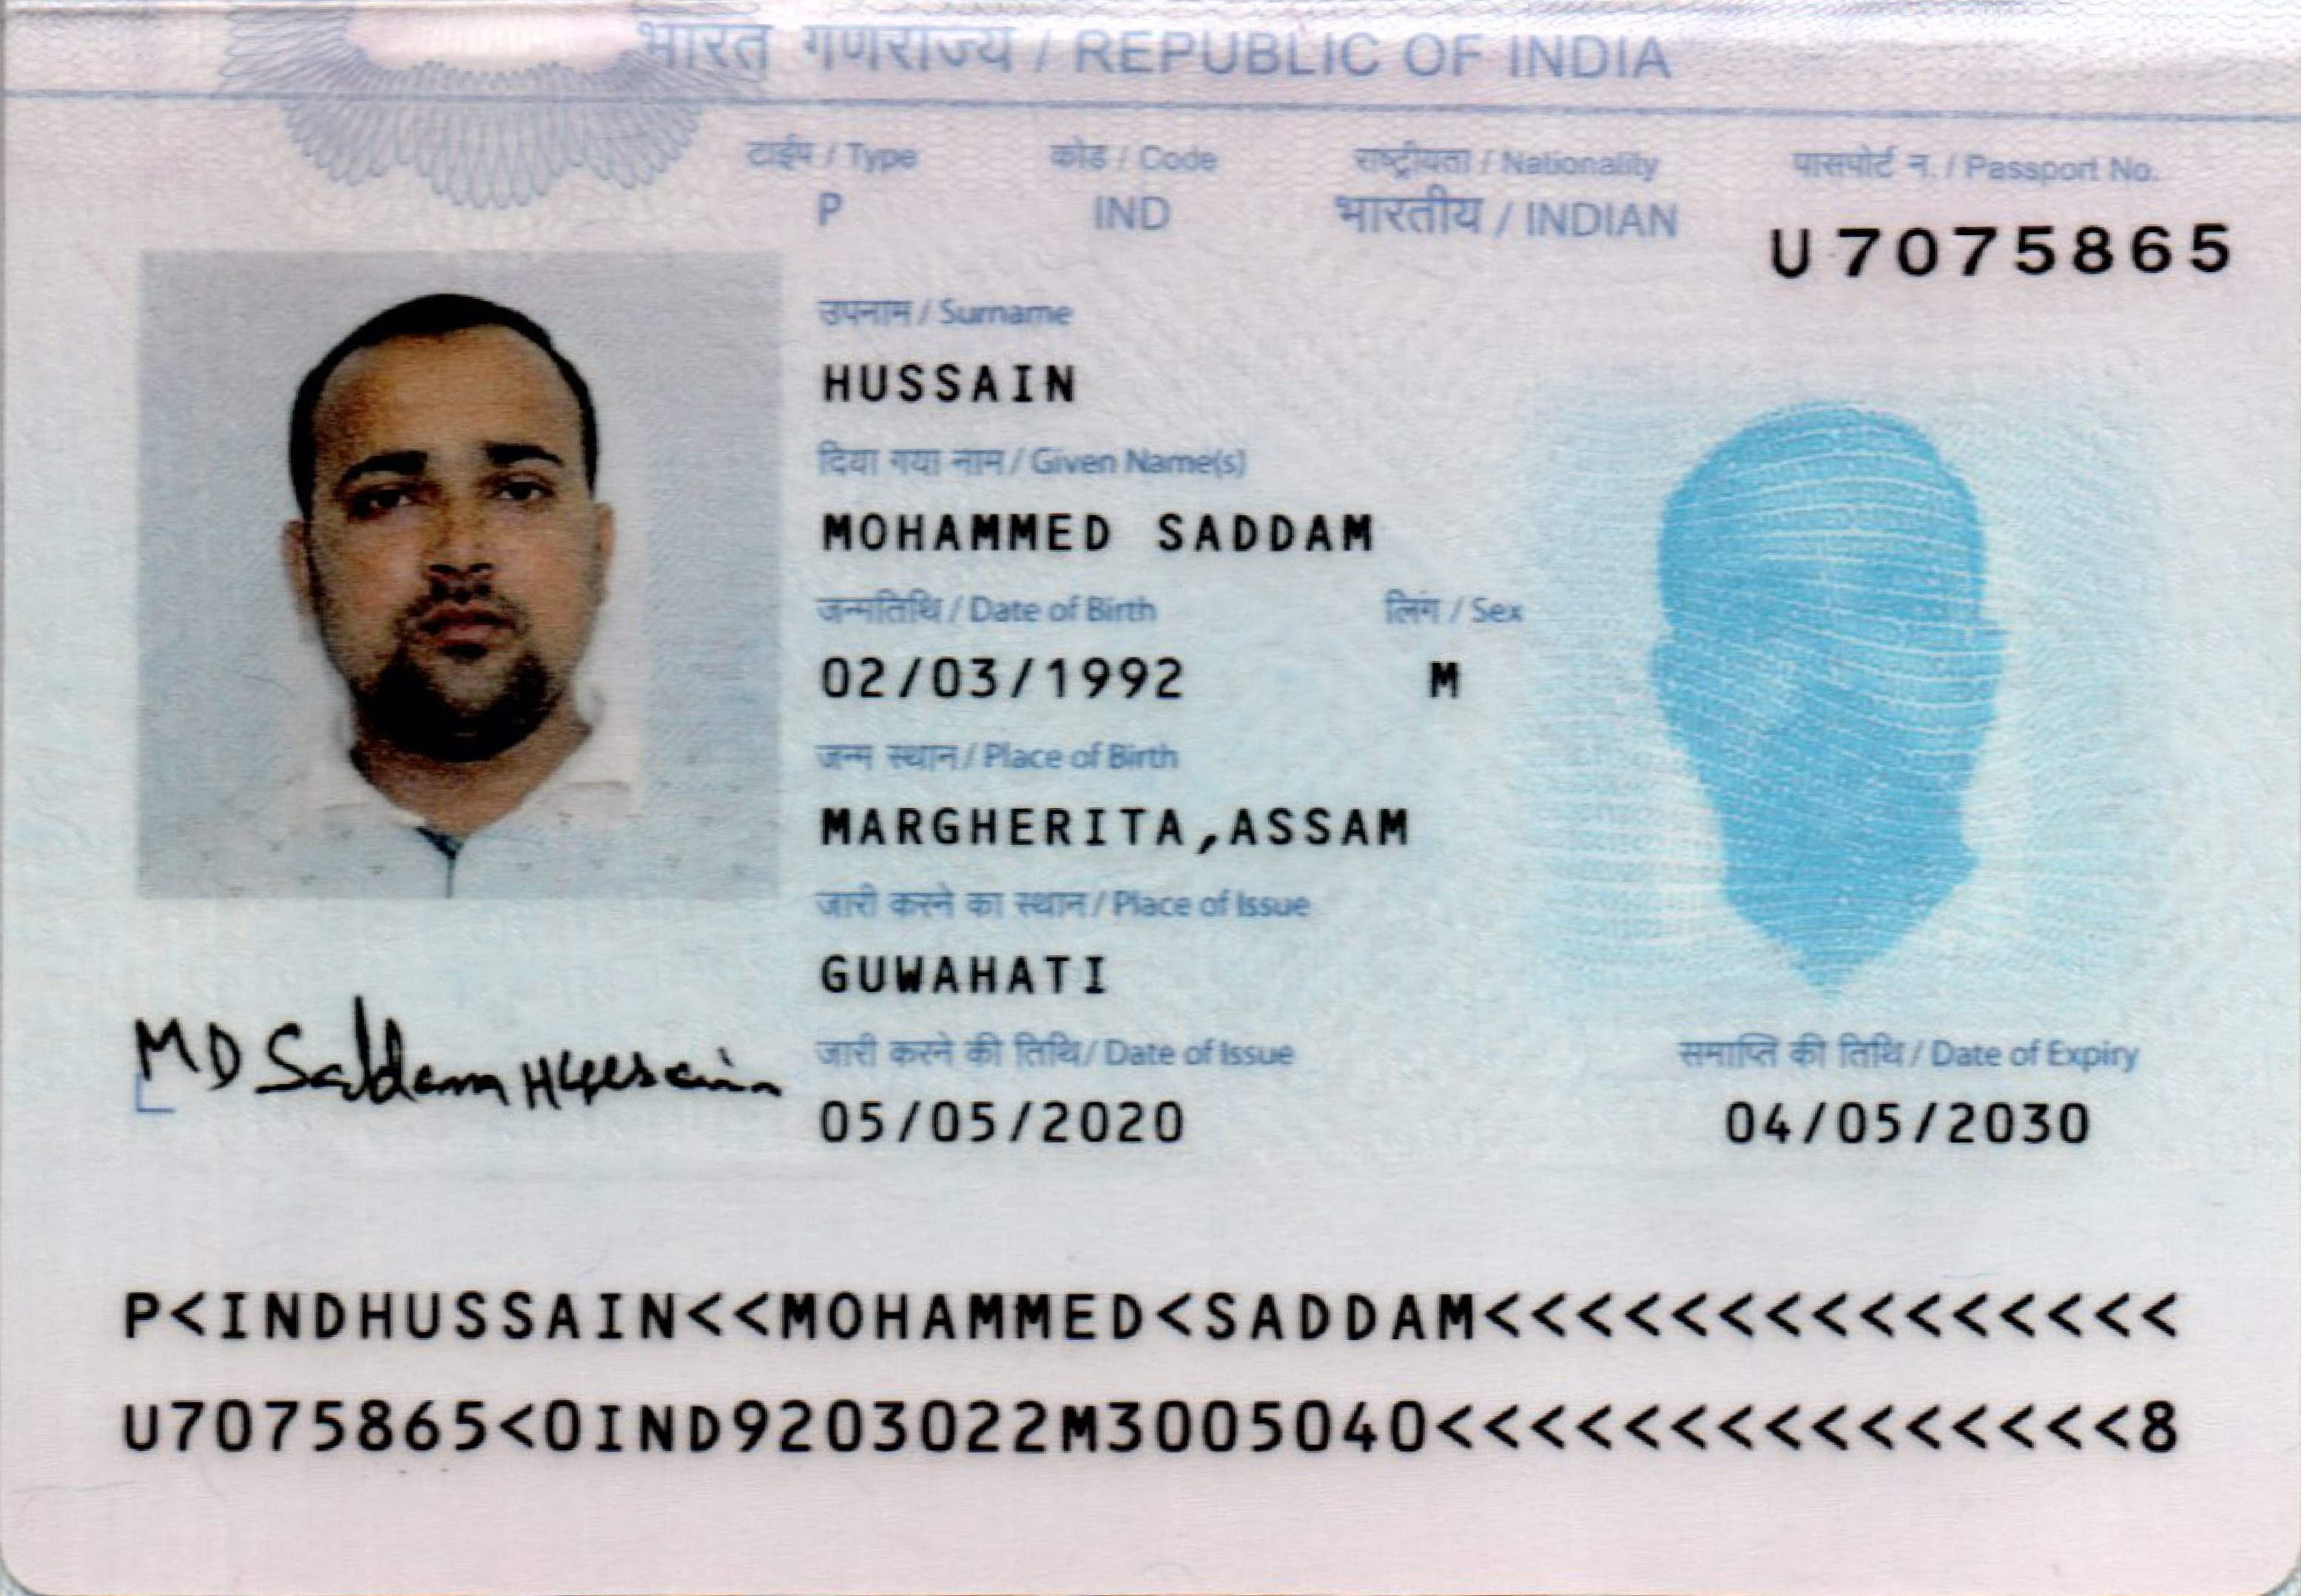 भारत गणराज्य / REPUBLIC OF INDIA
टाईप / Type कोड / Code राष्ट्रीयता / Nationality पासपोर्ट न. / Passport No.
P IND भारतीय / INDIAN U7075865
उपनाम / Surname
HUSSAIN
दिया गया नाम / Given Name(s)
MOHAMMED SADDAM
जन्मतिथि / Date of Birth लिंग / Sex
02/03/1992 M
जन्म स्थान / Place of Birth
MARGHERITA,ASSAM
जारी करने का स्थान / Place of Issue
GUWAHATI
MD Saddam Hussain
जारी करने की तिथि / Date of Issue समाप्ति की तिथि / Date of Expiry
05/05/2020 04/05/2030
P<INDHUSSAIN<<MOHAMMED<SADDAM<<<<<<<<<<<<<<<
U7075865<0IND9203022M3005040<<<<<<<<<<<<<<<8